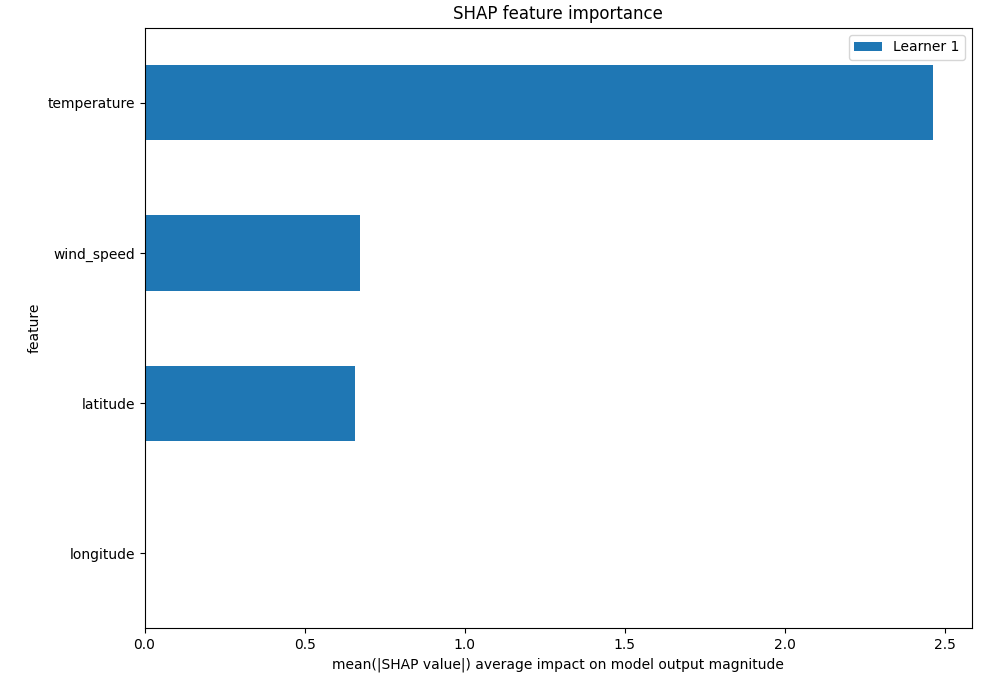 SHAP feature importance
Learner 1
temperature
wind_speed
latitude
longitude
feature
0.0 0.5 1.0 1.5 2.0 2.5
mean(|SHAP value|) average impact on model output magnitude